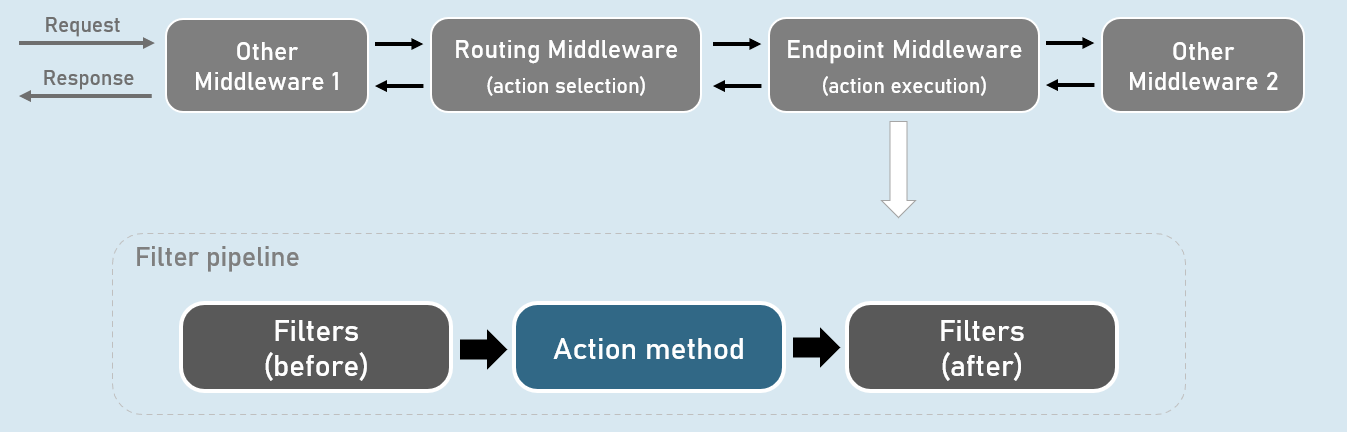 Request
Response
Other
Middleware 1
Routing Middleware
(action selection)
Endpoint Middleware
(action execution)
Other
Middleware 2
Filter pipeline
Filters
(before)
Action method
Filters
(after)